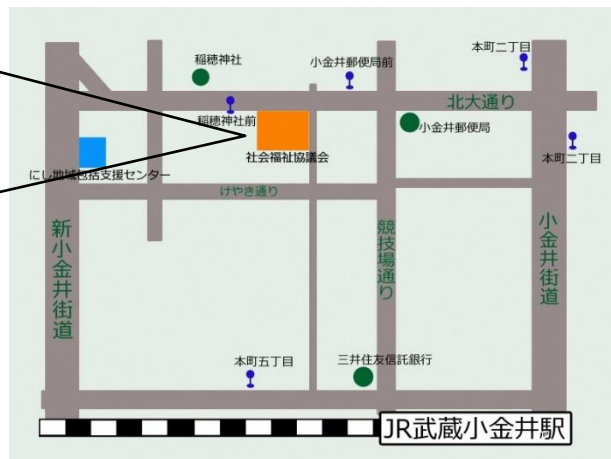 本町二丁目
稲穂神社
小金井郵便局前
北大通り
稲穂神社前
小金井郵便局
社会福祉協議会
本町二丁目
にし地域包括支援センター
けやき通り
新小金井街道
競技場通り
小金井街道
本町五丁目
三井住友信託銀行
JR武蔵小金井駅